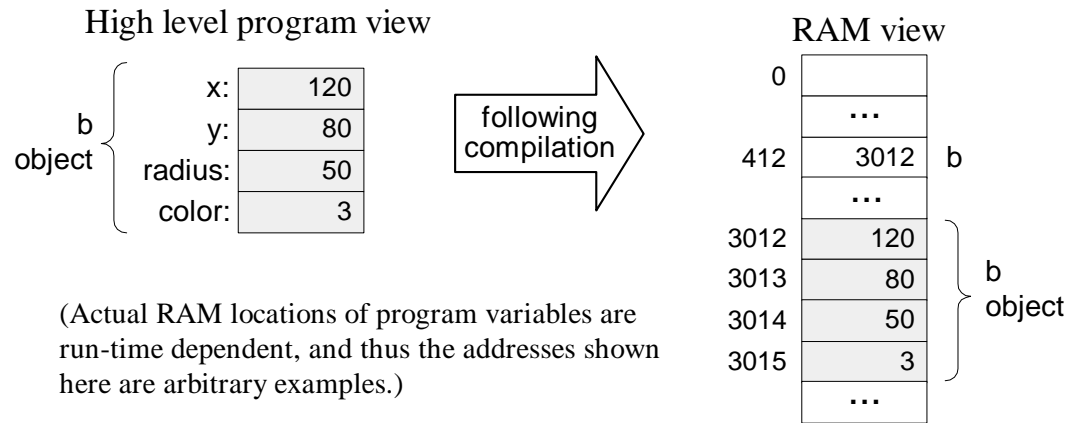 High level program view
x: 120
y: 80
radius: 50
color: 3
b
object
following
compilation
(Actual RAM locations of program variables are
run-time dependent, and thus the addresses shown
here are arbitrary examples.)
RAM view
0
...
412 3012 b
...
3012 120
3013 80
3014 50
3015 3
b
object
...